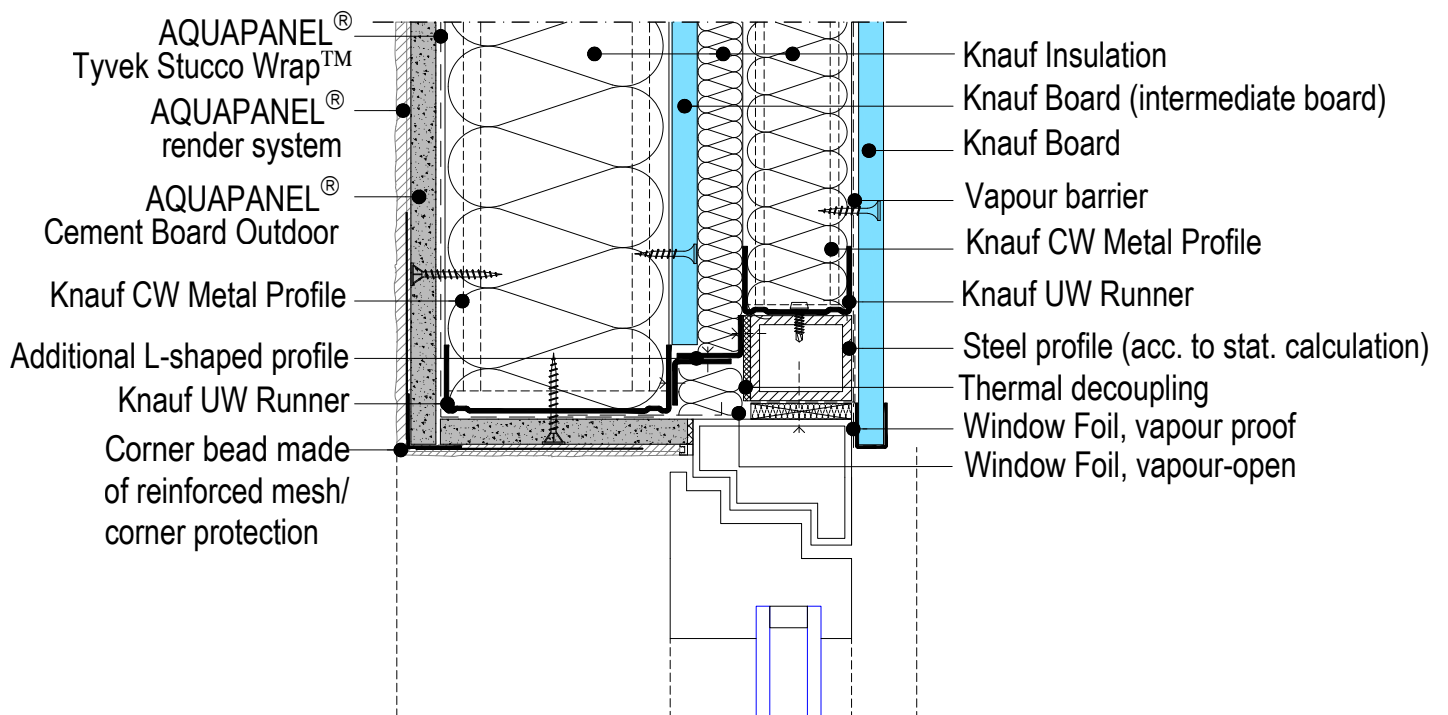 AQUAPANEL®
Tyvek Stucco Wrap™
AQUAPANEL®
render system
AQUAPANEL®
Cement Board Outdoor
Knauf CW Metal Profile
Additional L-shaped profile
Knauf UW Runner
Corner bead made
of reinforced mesh/
corner protection
Knauf Insulation
Knauf Board (intermediate board)
Knauf Board
Vapour barrier
Knauf CW Metal Profile
Knauf UW Runner
Steel profile (acc. to stat. calculation)
Thermal decoupling
Window Foil, vapour proof
Window Foil, vapour-open